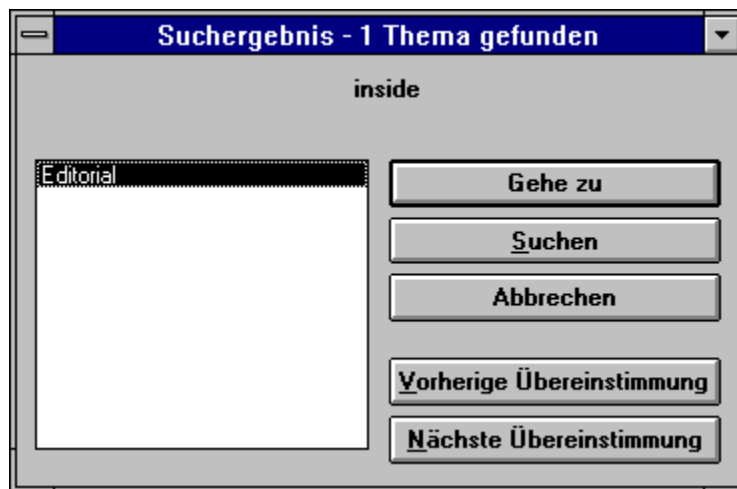 Suchergebnis - 1 Thema gefunden
inside
Editorial
Gehe zu
Suchen
Abbrechen
Vorherige Übereinstimmung
Nächste Übereinstimmung